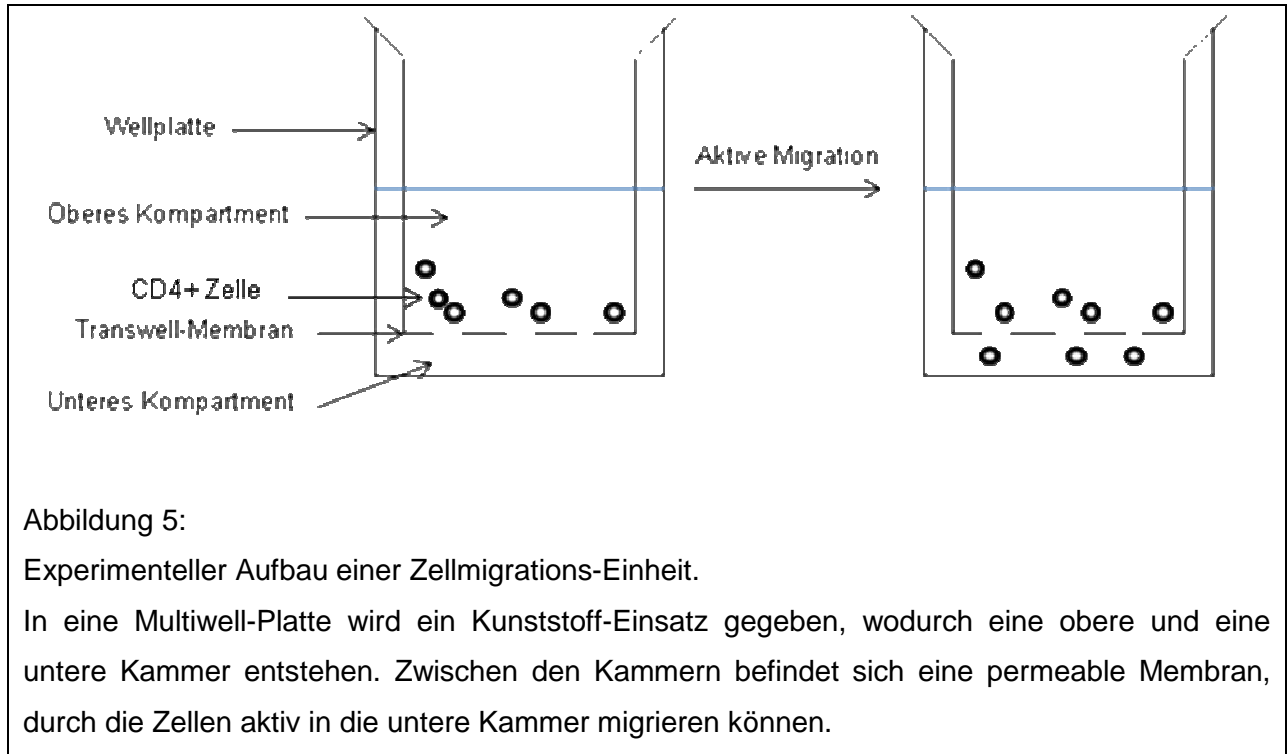 Wellplatte
Aktive Migration
Oberes Kompartment
CD4+ Zelle
Transwell-Membran
Unteres Kompartment
Abbildung 5:
Experimenteller Aufbau einer Zellmigrations-Einheit.
In eine Multiwell-Platte wird ein Kunststoff-Einsatz gegeben, wodurch eine obere und eine
untere Kammer entstehen. Zwischen den Kammern befindet sich eine permeable Membran,
durch die Zellen aktiv in die untere Kammer migrieren können.